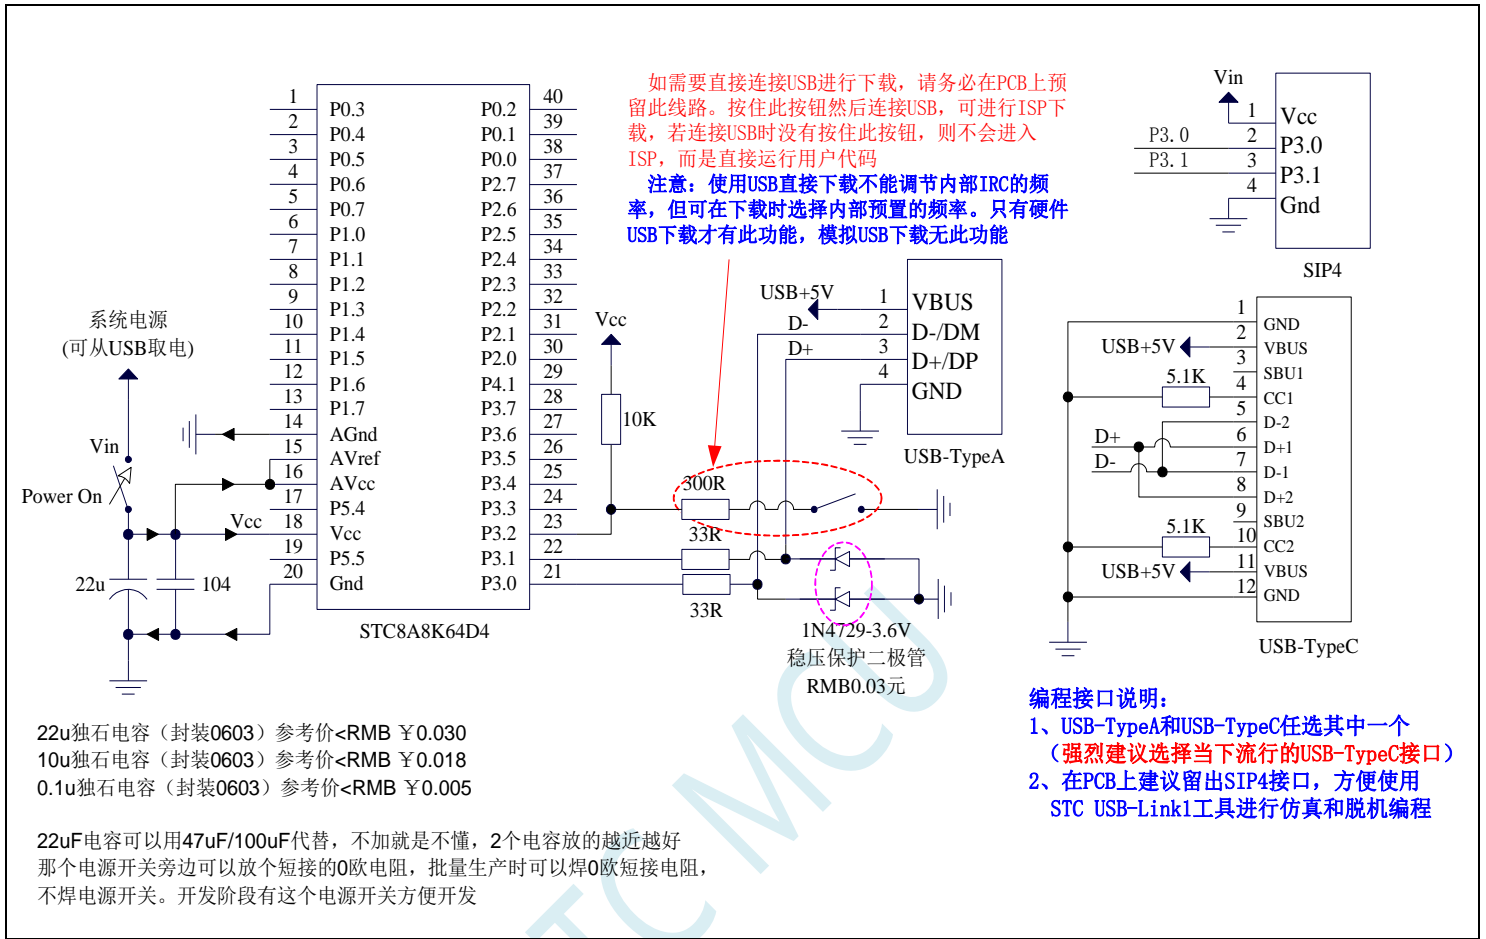 如需要直接连接USB进行下载，请务必在PCB上预
留此线路。按住此按钮然后连接USB，可进行ISP下
载，若连接USB时没有按住此按钮，则不会进入
ISP，而是直接运行用户代码
注意：使用USB直接下载不能调节内部IRC的频
率，但可在下载时选择内部预置的频率。只有硬件
USB下载才有此功能，模拟USB下载无此功能
1 P0.3 P0.2 40
2 P0.4 P0.1 39
3 P0.5 P0.0 38
4 P0.6 P2.7 37
5 P0.7 P2.6 36
6 P1.0 P2.5 35
7 P1.1 P2.4 34
8 P1.2 P2.3 33
9 P1.3 P2.2 32
10 P1.4 P2.1 31
11 P1.5 P2.0 30
12 P1.6 P4.1 29
13 P1.7 P3.7 28
14 AGnd P3.6 27
15 AVref P3.5 26
16 AVcc P3.4 25
17 P5.4 P3.3 24
18 Vcc P3.2 23
19 P5.5 P3.1 22
20 Gnd P3.0 21
STC8A8K64D4
系统电源
(可从USB取电)
Vin
Power On
Vcc
22u
104
Vcc
10K
300R
33R
33R
USB+5V 1 VBUS
D- 2 D-/DM
D+ 3 D+/DP
4 GND
USB-TypeA
1N4729-3.6V
稳压保护二极管
RMB0.03元
Vin
1 Vcc
P3.0 2 P3.0
P3.1 3 P3.1
4 Gnd
SIP4
1 GND
USB+5V 2 VBUS
3 SBU1
5.1K 4 CC1
5 D-2
D+ 6 D+1
D- 7 D-1
8 D+2
9 SBU2
5.1K 10 CC2
USB+5V 11 VBUS
12 GND
USB-TypeC
编程接口说明：
1、USB-TypeA和USB-TypeC任选其中一个
（强烈建议选择当下流行的USB-TypeC接口）
2、在PCB上建议留出SIP4接口，方便使用
STC USB-Link1工具进行仿真和脱机编程
22u独石电容（封装0603）参考价<RMB ￥0.030
10u独石电容（封装0603）参考价<RMB ￥0.018
0.1u独石电容（封装0603）参考价<RMB ￥0.005
22uF电容可以用47uF/100uF代替，不加就是不懂，2个电容放的越近越好
那个电源开关旁边可以放个短接的0欧电阻，批量生产时可以焊0欧短接电阻，
不焊电源开关。开发阶段有这个电源开关方便开发
STC MCU